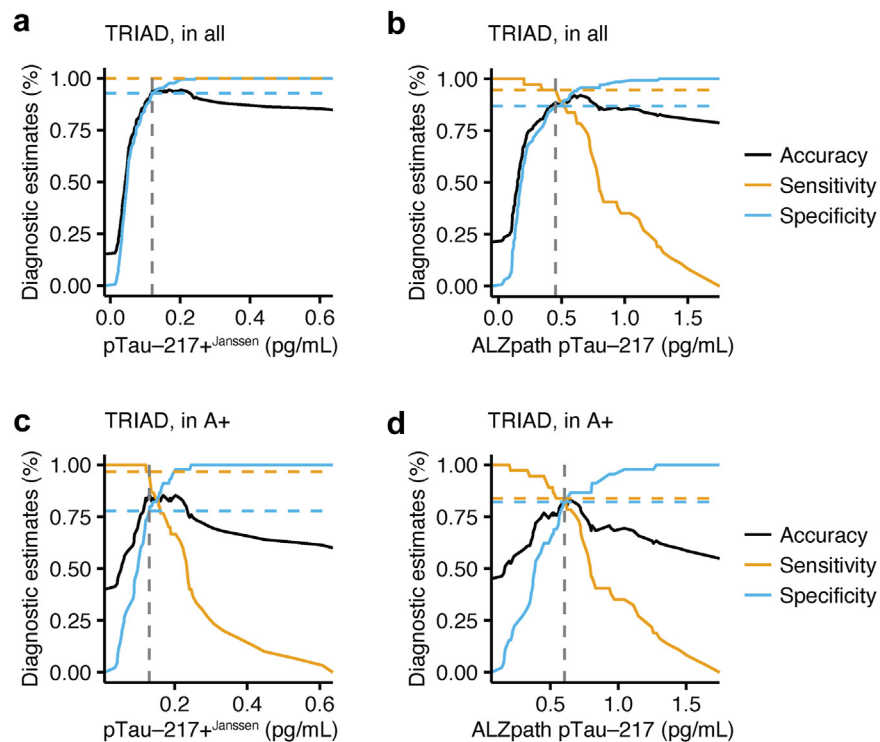 a
TRIAD, in all
Diagnostic estimates (%)
1.00
0.75
0.50
0.25
0.00
0.0 0.2 0.4 0.6
pTau–217+Janssen (pg/mL)
b
TRIAD, in all
Diagnostic estimates (%)
1.00
0.75
0.50
0.25
0.00
0.0 0.5 1.0 1.5
ALZpath pTau–217 (pg/mL)
Accuracy
Sensitivity
Specificity
c
TRIAD, in A+
Diagnostic estimates (%)
1.00
0.75
0.50
0.25
0.00
0.2 0.4 0.6
pTau–217+Janssen (pg/mL)
d
TRIAD, in A+
Diagnostic estimates (%)
1.00
0.75
0.50
0.25
0.00
0.5 1.0 1.5
ALZpath pTau–217 (pg/mL)
Accuracy
Sensitivity
Specificity